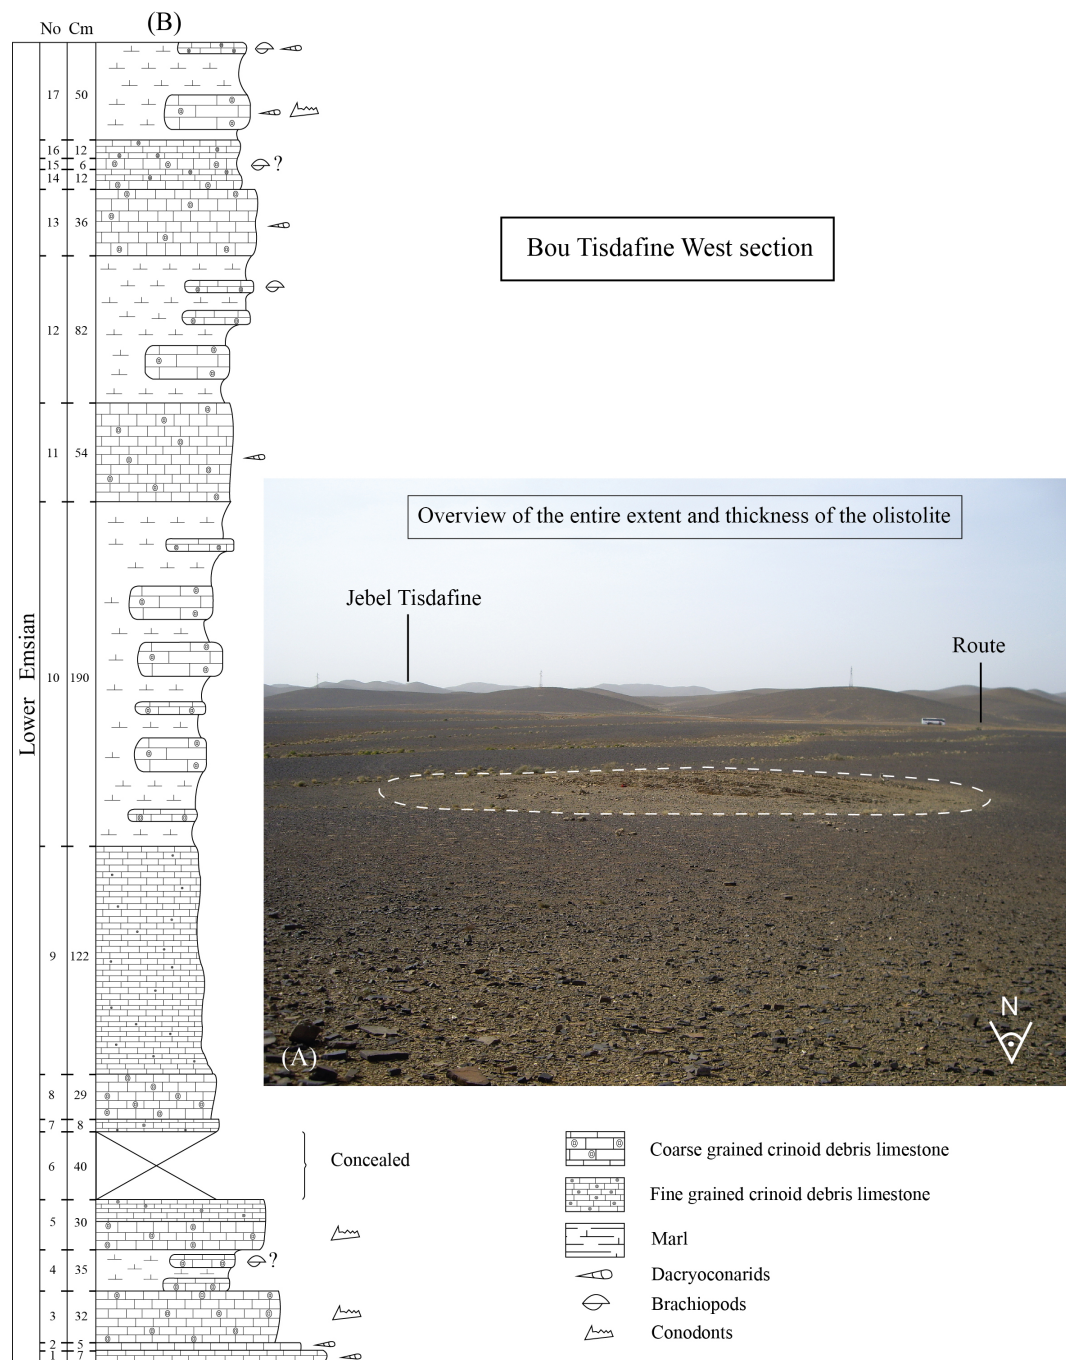 (B)
No Cm
17 50
16 12
15 6
?
14 12
13 36
12 82
11 54
10 190
9 122
8 29
7 8
6 40
5 30
4 35
?
3 32
2 5
1 7
Lower Emsian
Bou Tisdafine West section
Overview of the entire extent and thickness of the olistolite
Jebel Tisdafine
Route
N
(A)
Concealed
Coarse grained crinoid debris limestone
Fine grained crinoid debris limestone
Marl
Dacryoconarids
Brachiopods
Conodonts